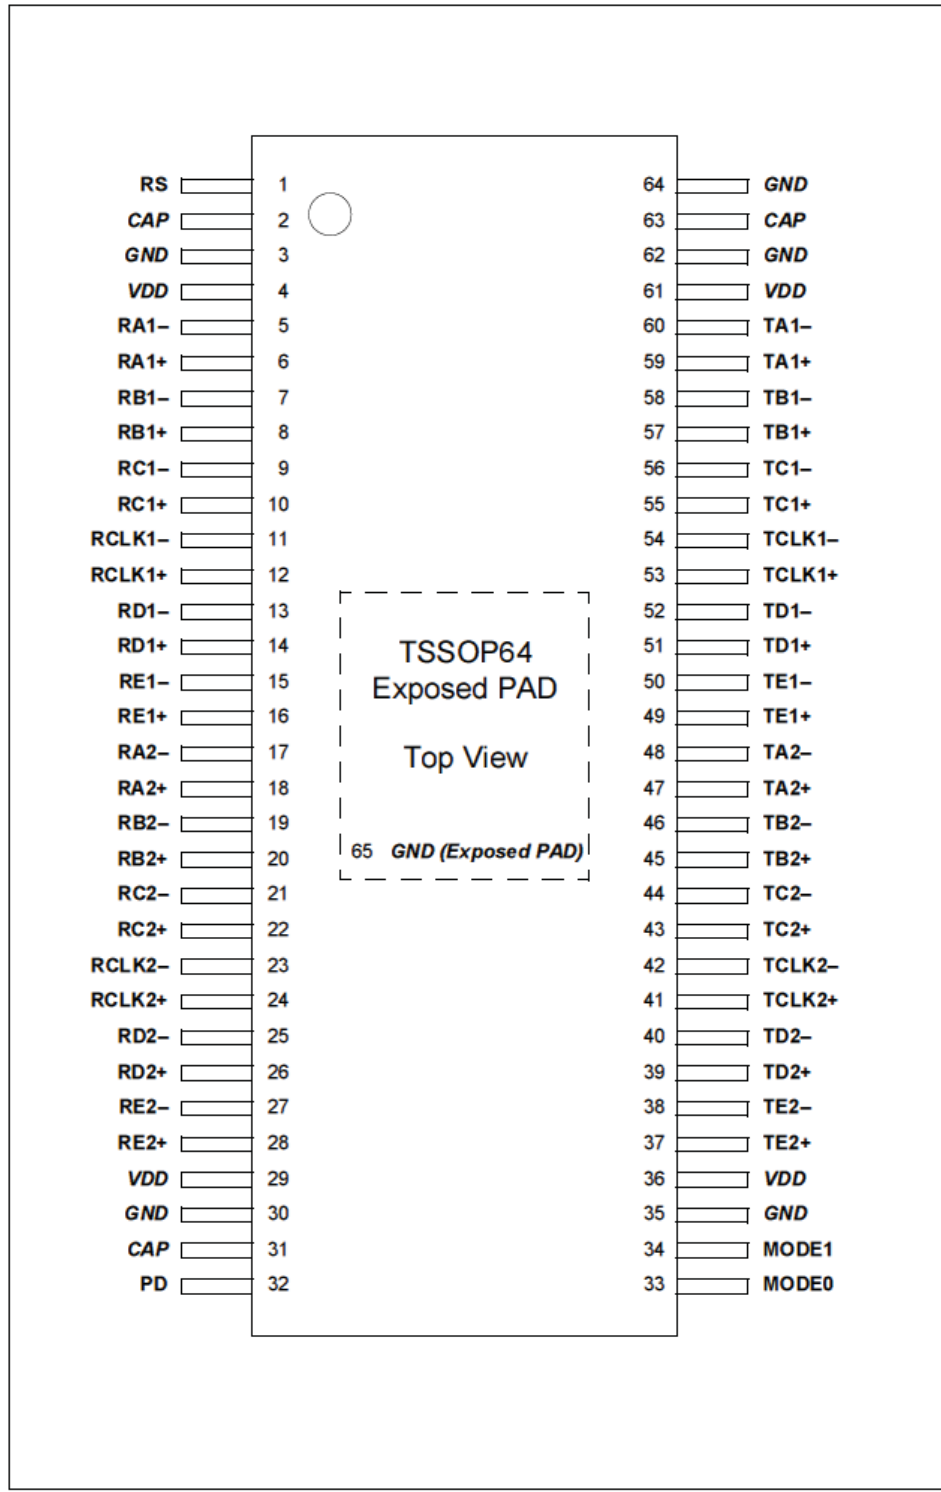 RS 1 64 GND
CAP 2 63 CAP
GND 3 62 GND
VDD 4 61 VDD
RA1– 5 60 TA1–
RA1+ 6 59 TA1+
RB1– 7 58 TB1–
RB1+ 8 57 TB1+
RC1– 9 56 TC1–
RC1+ 10 55 TC1+
RCLK1– 11 54 TCLK1–
RCLK1+ 12 53 TCLK1+
RD1– 13 52 TD1–
RD1+ 14 51 TD1+
RE1– 15 50 TE1–
RE1+ 16 49 TE1+
RA2– 17 48 TA2–
RA2+ 18 47 TA2+
RB2– 19 46 TB2–
RB2+ 20 45 TB2+
RC2– 21 44 TC2–
RC2+ 22 43 TC2+
RCLK2– 23 42 TCLK2–
RCLK2+ 24 41 TCLK2+
RD2– 25 40 TD2–
RD2+ 26 39 TD2+
RE2– 27 38 TE2–
RE2+ 28 37 TE2+
VDD 29 36 VDD
GND 30 35 GND
CAP 31 34 MODE1
PD 32 33 MODE0
TSSOP64
Exposed PAD
Top View
65 GND (Exposed PAD)